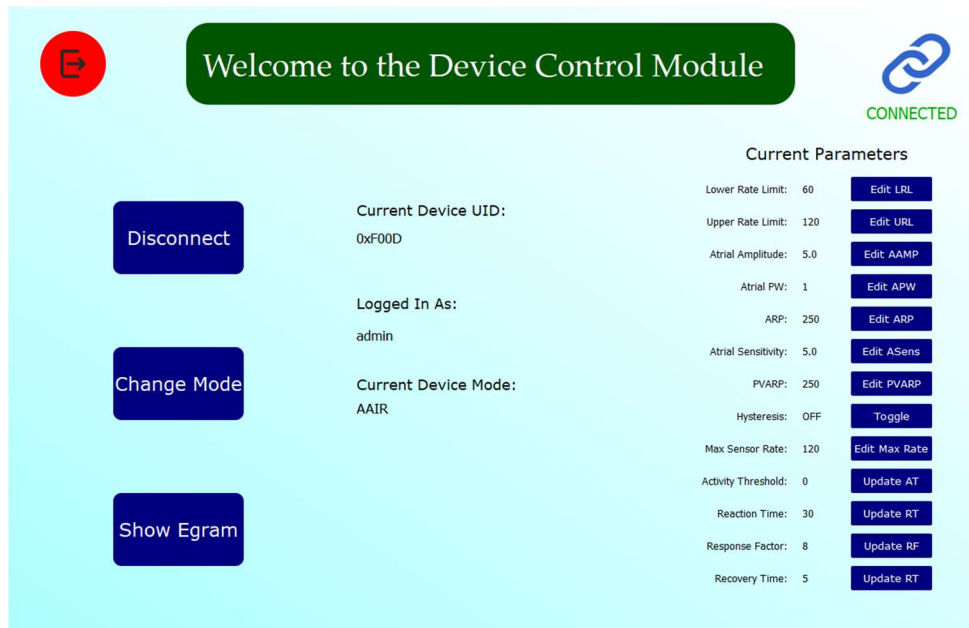 Welcome to the Device Control Module
CONNECTED
Disconnect
Change Mode
Show Egram
Current Device UID:
0xF00D
Logged In As:
admin
Current Device Mode:
AAIR
Current Parameters
Lower Rate Limit: 60 Edit LRL
Upper Rate Limit: 120 Edit URL
Atrial Amplitude: 5.0 Edit AAMP
Atrial PW: 1 Edit APW
ARP: 250 Edit ARP
Atrial Sensitivity: 5.0 Edit ASens
PVARP: 250 Edit PVARP
Hysteresis: OFF Toggle
Max Sensor Rate: 120 Edit Max Rate
Activity Threshold: 0 Update AT
Reaction Time: 30 Update RT
Response Factor: 8 Update RF
Recovery Time: 5 Update RT